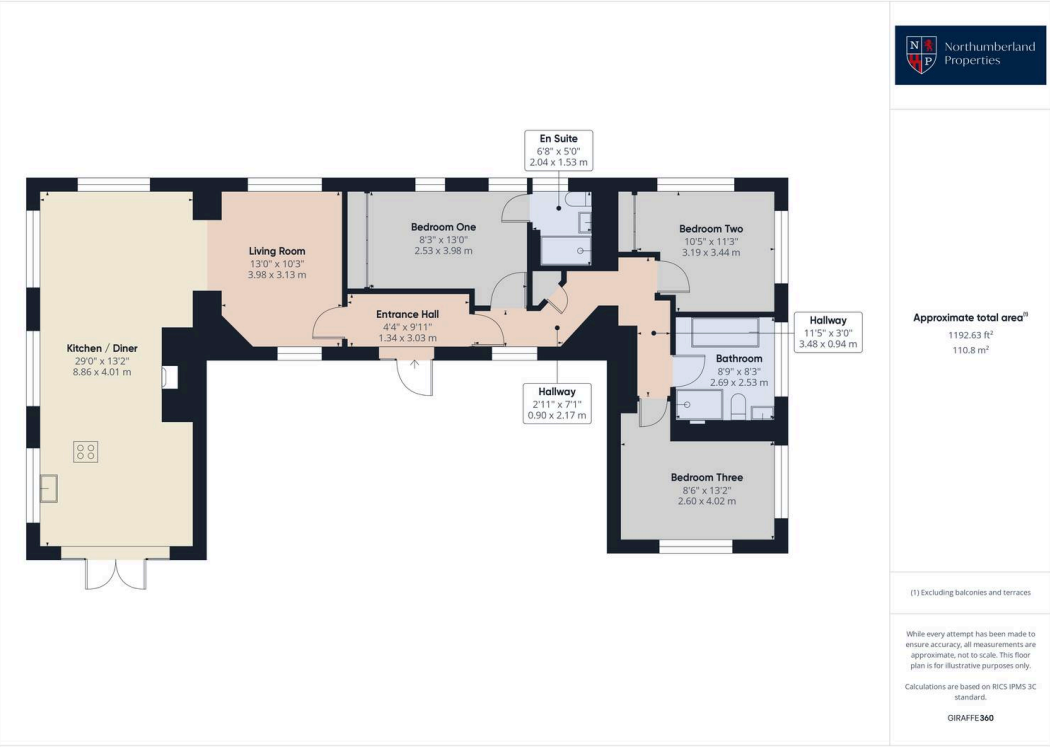 En Suite
6'8" x 5'0"
2.04 x 1.53 m
Bedroom One
8'3" x 13'0"
2.53 x 3.98 m
Bedroom Two
10'5" x 11'3"
3.19 x 3.44 m
Living Room
13'0" x 10'3"
3.98 x 3.13 m
Entrance Hall
4'4" x 9'11"
1.34 x 3.03 m
Hallway
11'5" x 3'0"
3.48 x 0.94 m
Kitchen / Diner
29'0" x 13'2"
8.86 x 4.01 m
Bathroom
8'9" x 8'3"
2.69 x 2.53 m
Hallway
2'11" x 7'1"
0.90 x 2.17 m
Bedroom Three
8'6" x 13'2"
2.60 x 4.02 m
N P
Northumberland
Properties
Approximate total area(1)
1192.63 ft²
110.8 m²
(1) Excluding balconies and terraces
While every attempt has been made to
ensure accuracy, all measurements are
approximate, not to scale. This floor
plan is for illustrative purposes only.
Calculations are based on RICS IPMS 3C
standard.
GIRAFFE360